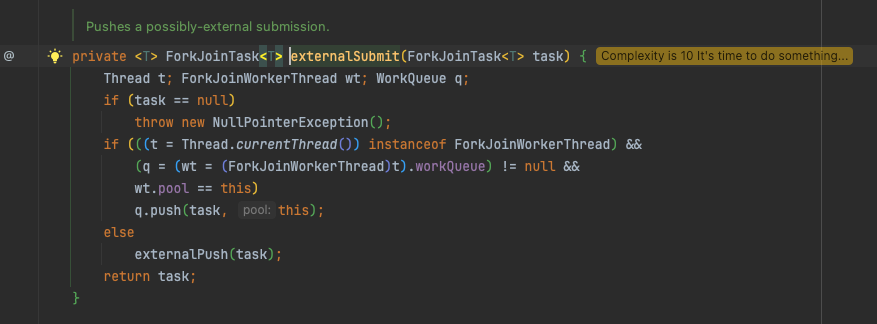 Pushes a possibly-external submission.
@ private <T> ForkJoinTask<T> externalSubmit(ForkJoinTask<T> task) { Complexity is 10 It's time to do something...
Thread t; ForkJoinWorkerThread wt; WorkQueue q;
if (task == null)
throw new NullPointerException();
if (((t = Thread.currentThread()) instanceof ForkJoinWorkerThread) &&
(q = (wt = (ForkJoinWorkerThread)t).workQueue) != null &&
wt.pool == this)
q.push(task, pool: this);
else
externalPush(task);
return task;
}